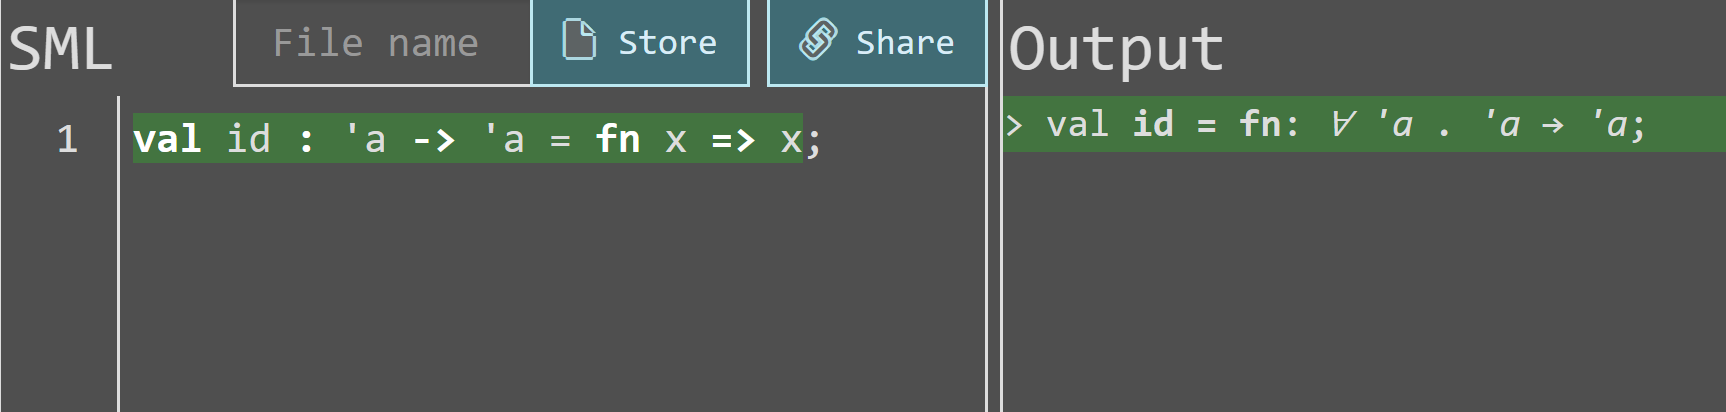 SML
File name
Store
Share
Output
1
val id : 'a -> 'a = fn x => x;
> val id = fn: ∀ 'a . 'a → 'a;